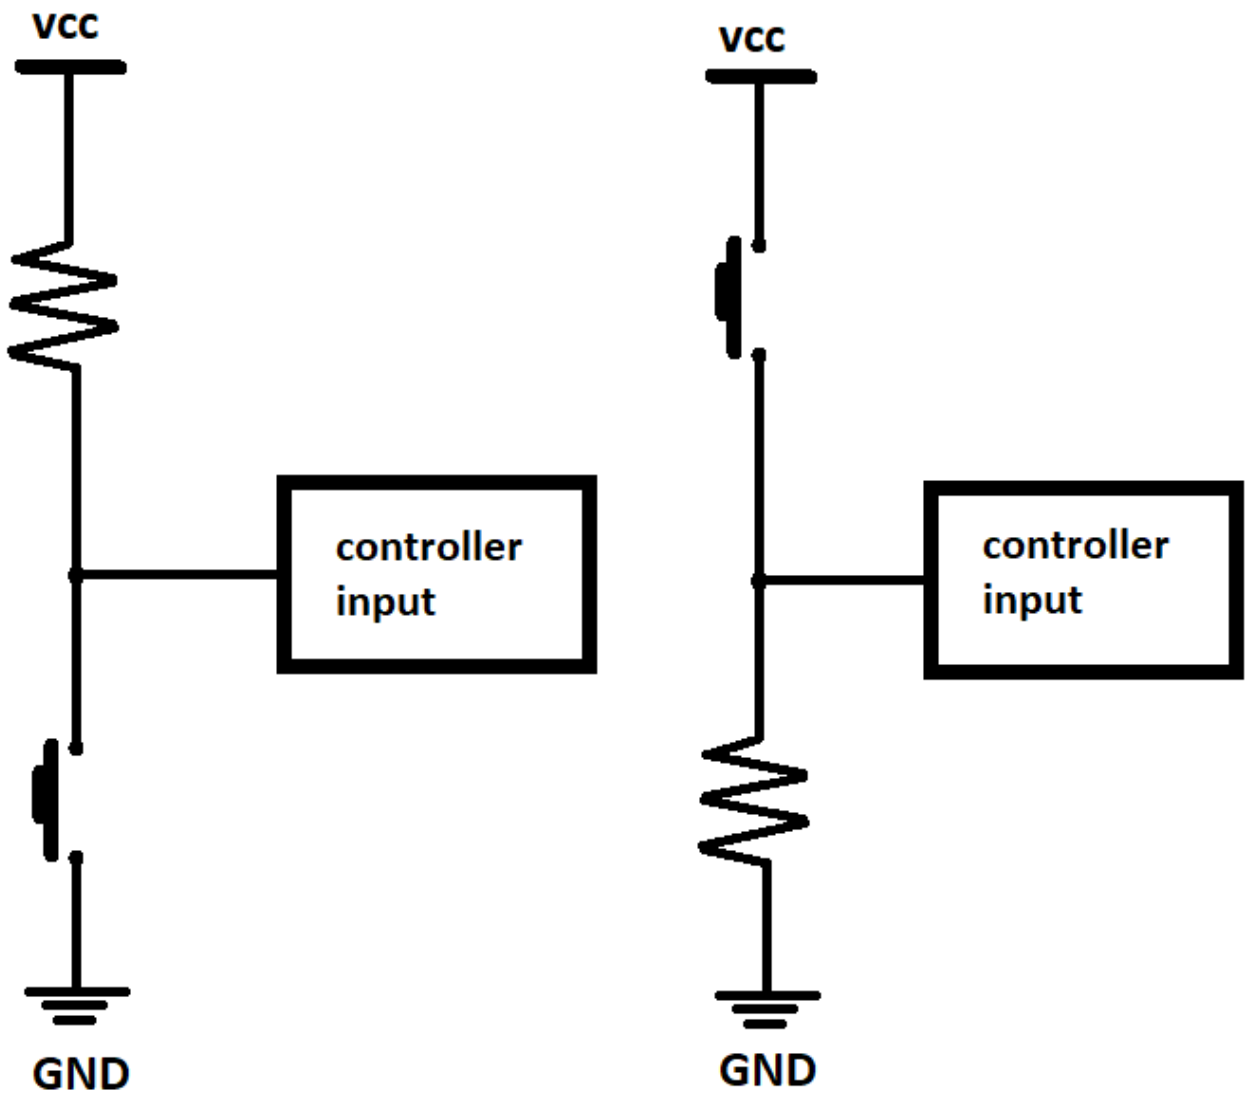 vcc
vcc
controller
input
controller
input
GND
GND